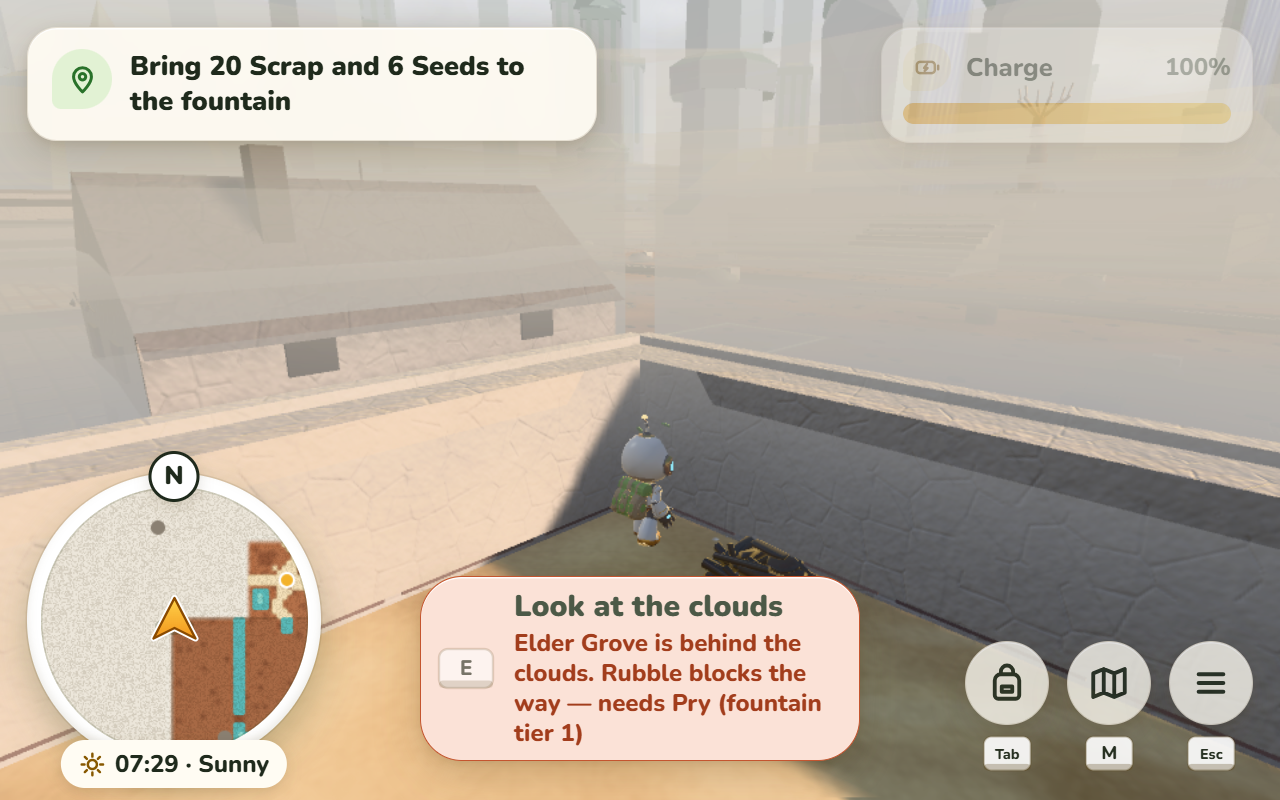 Bring 20 Scrap and 6 Seeds to
the fountain
Charge 100%
N
Look at the clouds
E
Elder Grove is behind the
clouds. Rubble blocks the
way — needs Pry (fountain
tier 1)
07:29 · Sunny
Tab
M
Esc